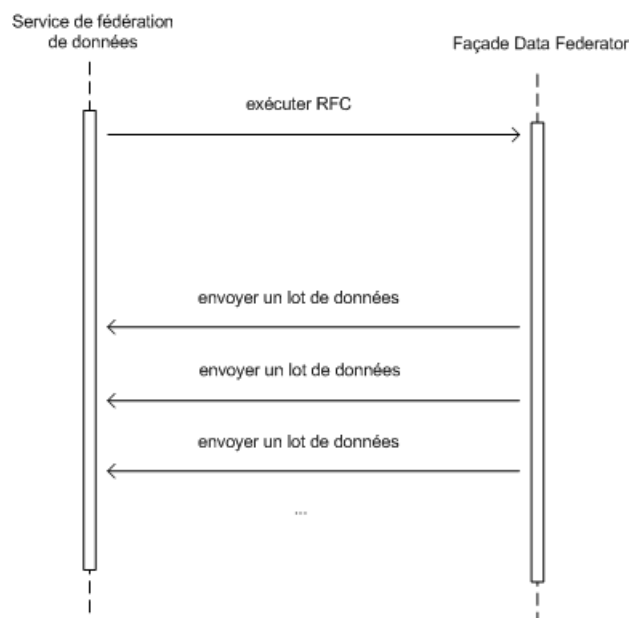 Service de fédération
de données
Façade Data Federator
exécuter RFC
envoyer un lot de données
envoyer un lot de données
envoyer un lot de données
...